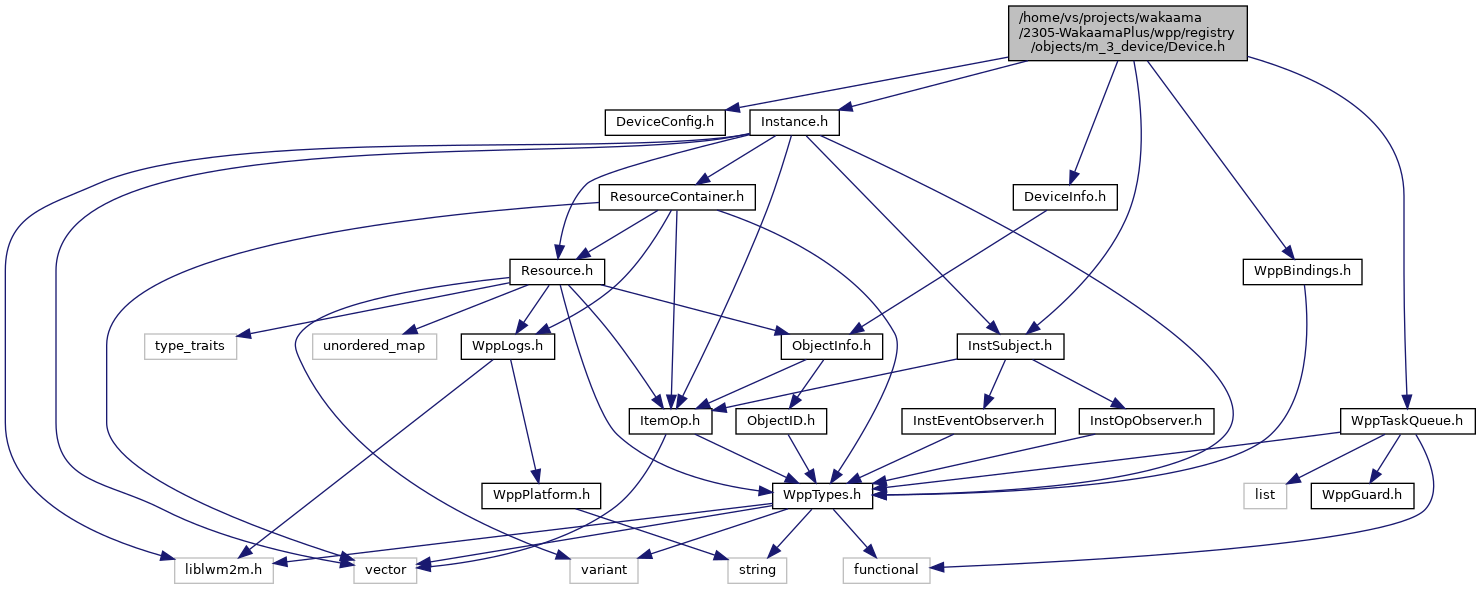 /home/vs/projects/wakaama
/2305-WakaamaPlus/wpp/registry
/objects/m_3_device/Device.h
DeviceConfig.h
Instance.h
ResourceContainer.h
DeviceInfo.h
Resource.h
WppBindings.h
type_traits
unordered_map
WppLogs.h
ObjectInfo.h
InstSubject.h
ItemOp.h
ObjectID.h
InstEventObserver.h
InstOpObserver.h
WppTaskQueue.h
WppPlatform.h
WppTypes.h
list
WppGuard.h
liblwm2m.h
vector
variant
string
functional